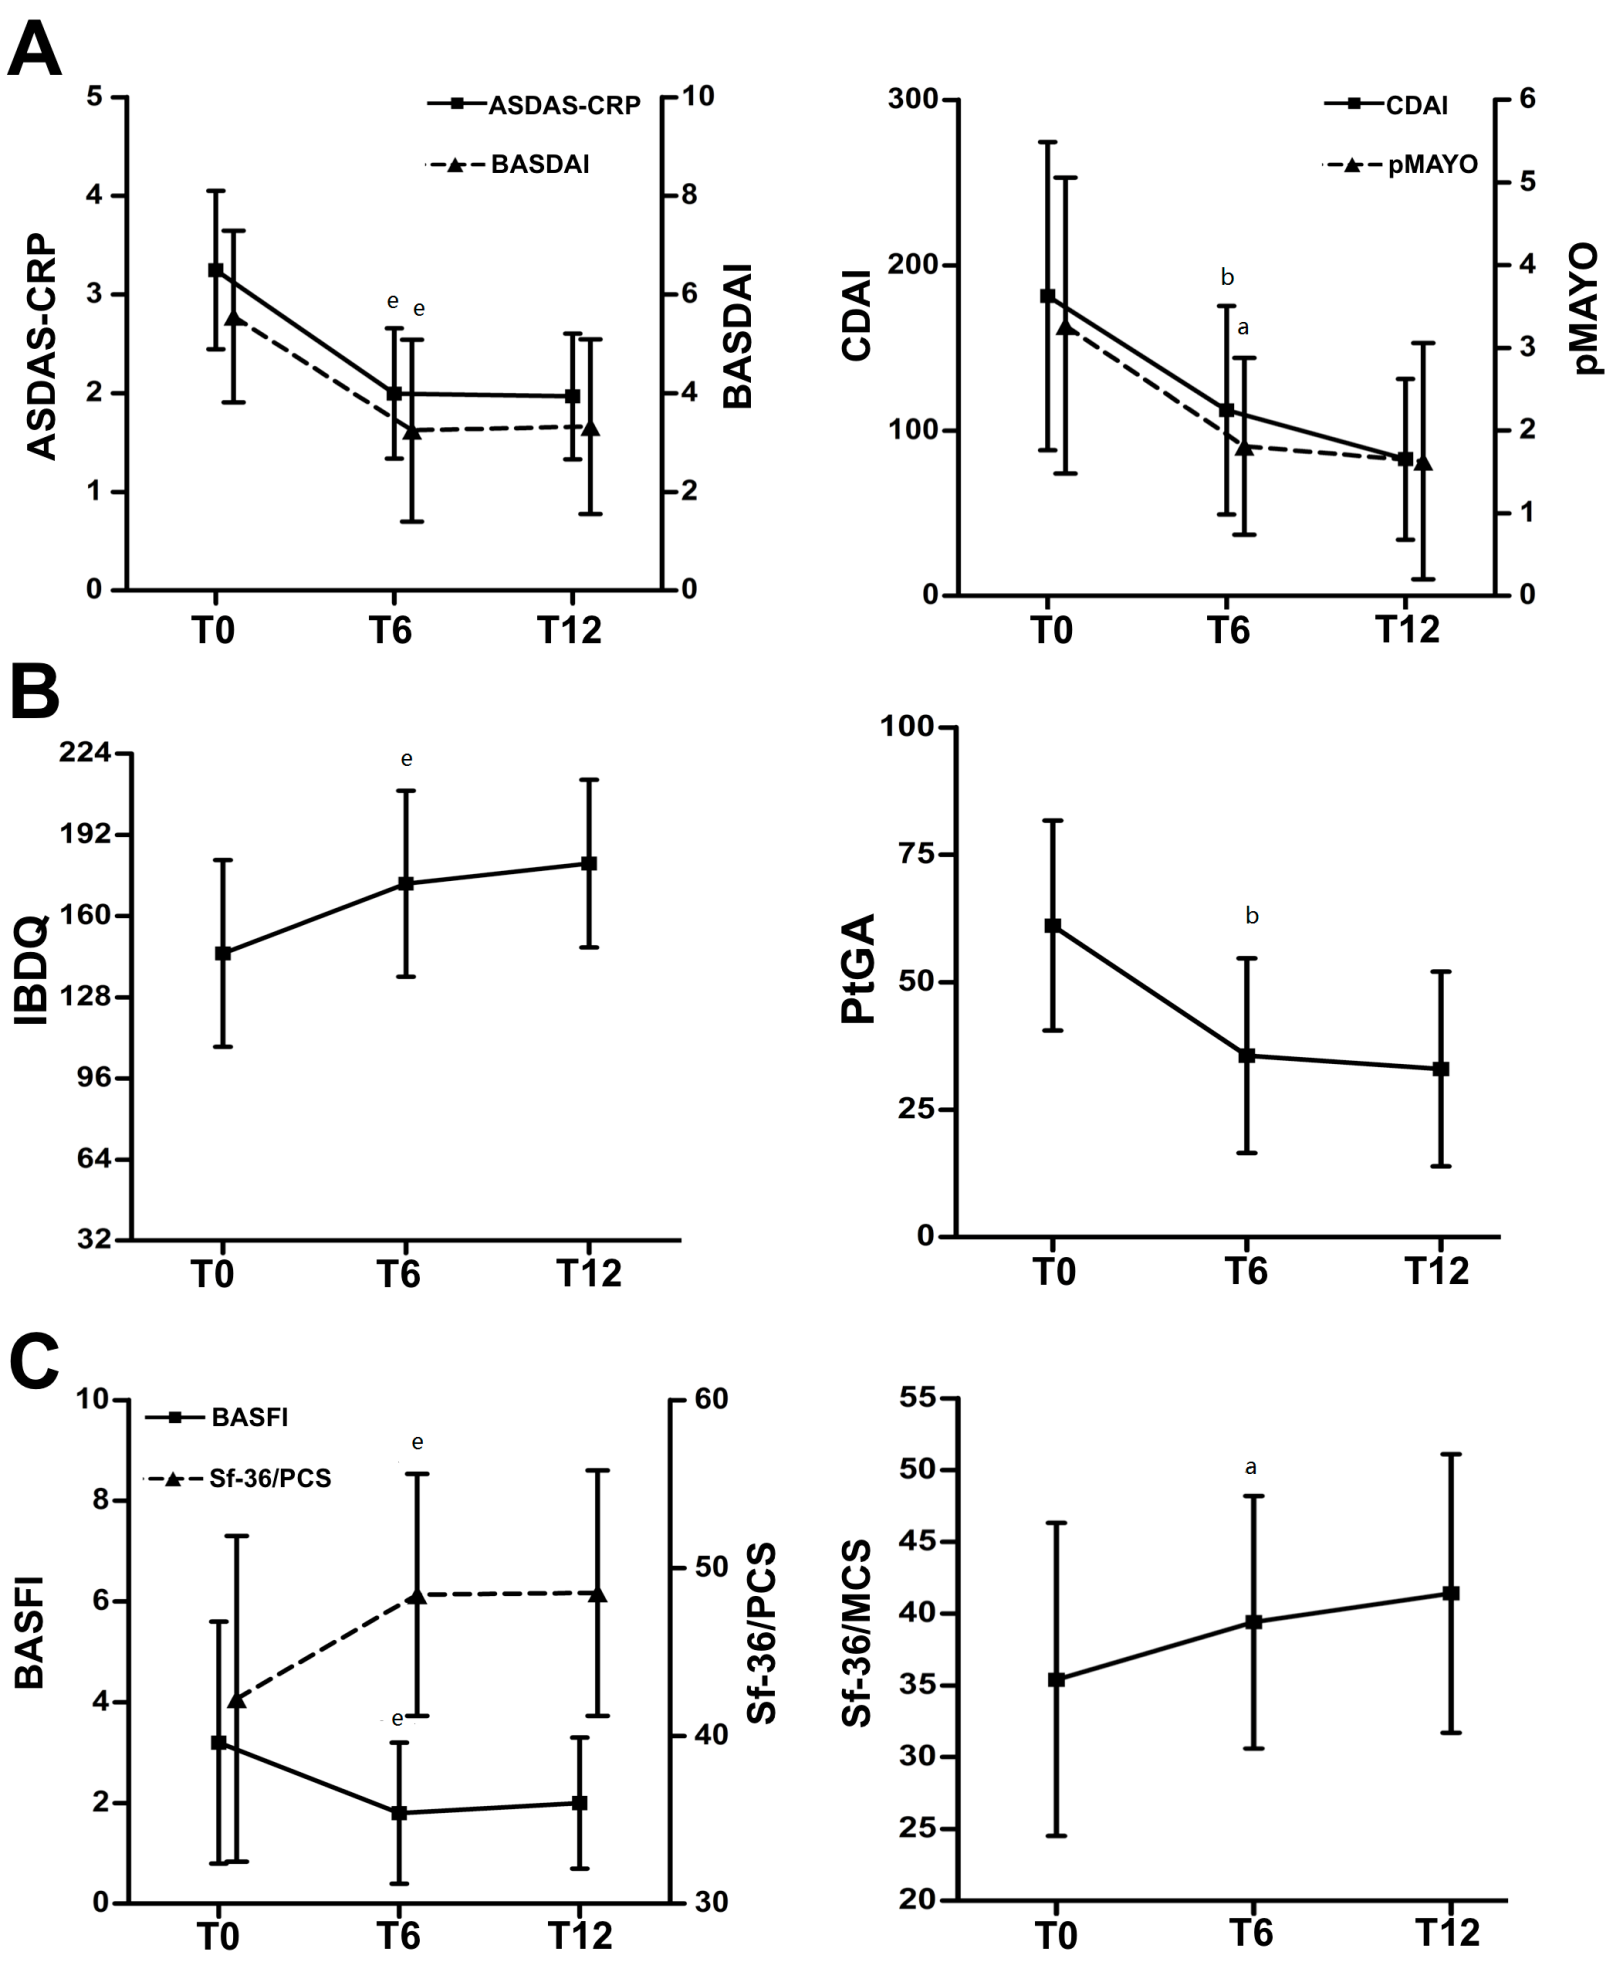 A
5
4
3
2
1
0
ASDAS-CRP
ASDAS-CRP
BASDAI
e
e
10
8
6
4
2
0
BASDAI
T0
T6
T12
300
200
100
0
CDAI
CDAI
pMAYO
b
a
6
5
4
3
2
1
0
pMAYO
T0
T6
T12
B
224
192
160
128
96
64
32
IBDQ
e
T0
T6
T12
100
75
50
25
0
PtGA
b
T0
T6
T12
C
10
8
6
4
2
0
BASFI
BASFI
Sf-36/PCS
e
e
60
50
40
30
Sf-36/PCS
T0
T6
T12
55
50
45
40
35
30
25
20
Sf-36/MCS
a
T0
T6
T12